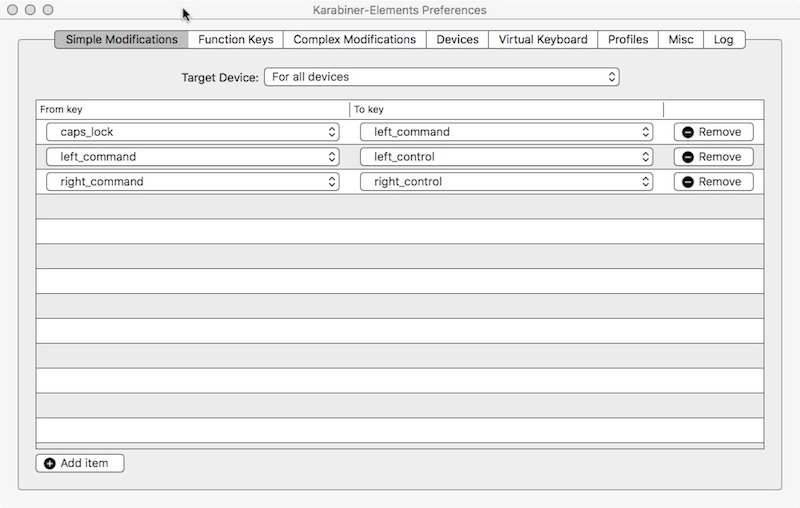 Karabiner-Elements Preferences
Simple Modifications Function Keys Complex Modifications Devices Virtual Keyboard Profiles Misc Log
Target Device: For all devices
From key To key
caps_lock left_command Remove
left_command left_control Remove
right_command right_control Remove
Add item